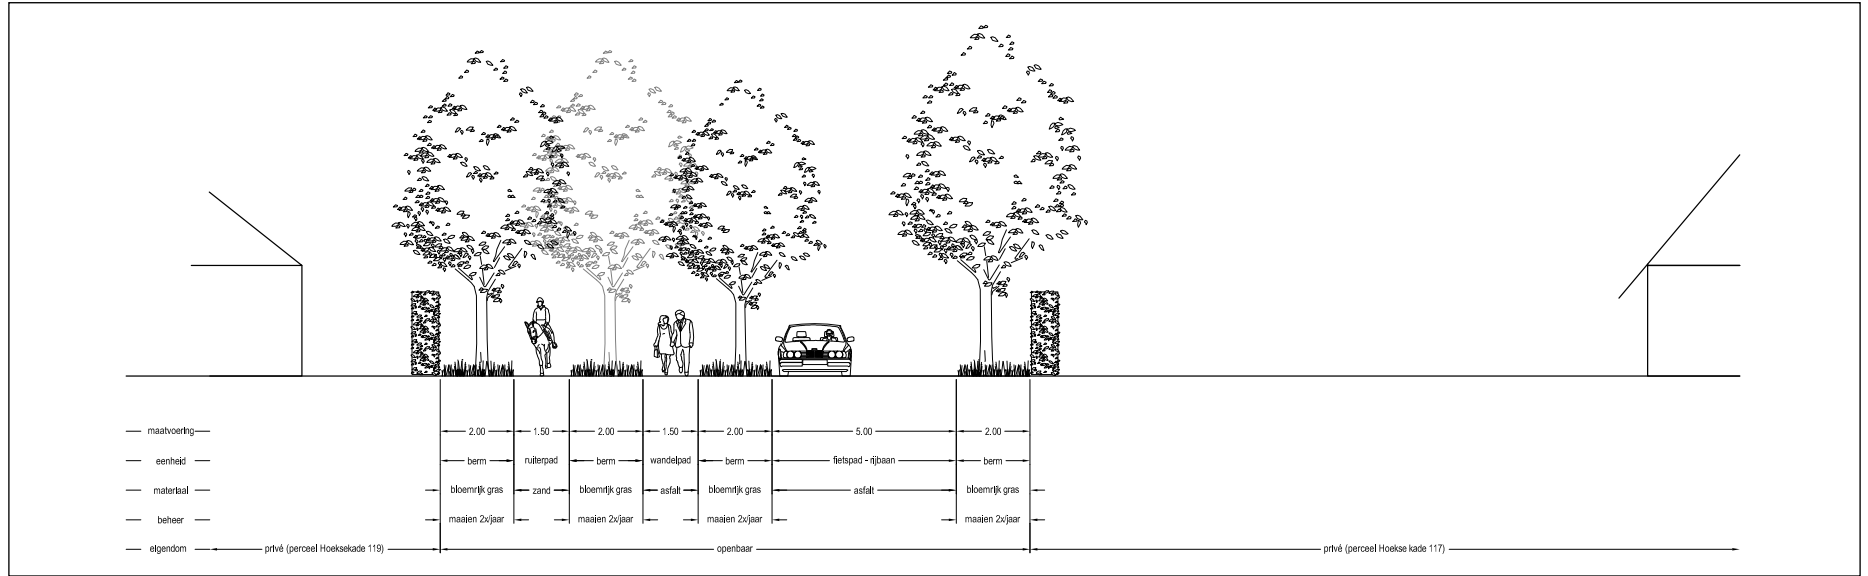 maatvoering 2.00 1.50 2.00 1.50 2.00 5.00 2.00
eenheid berm ruiterpad berm wandelpad berm fietspad - rijbaan berm
materiaal bloemrijk gras zand bloemrijk gras asfalt bloemrijk gras asfalt bloemrijk gras
beheer maaien 2x/jaar maaien 2x/jaar maaien 2x/jaar maaien 2x/jaar
eigendom privé (perceel Hoeksekade 119) openbaar privé (perceel Hoekse kade 117)